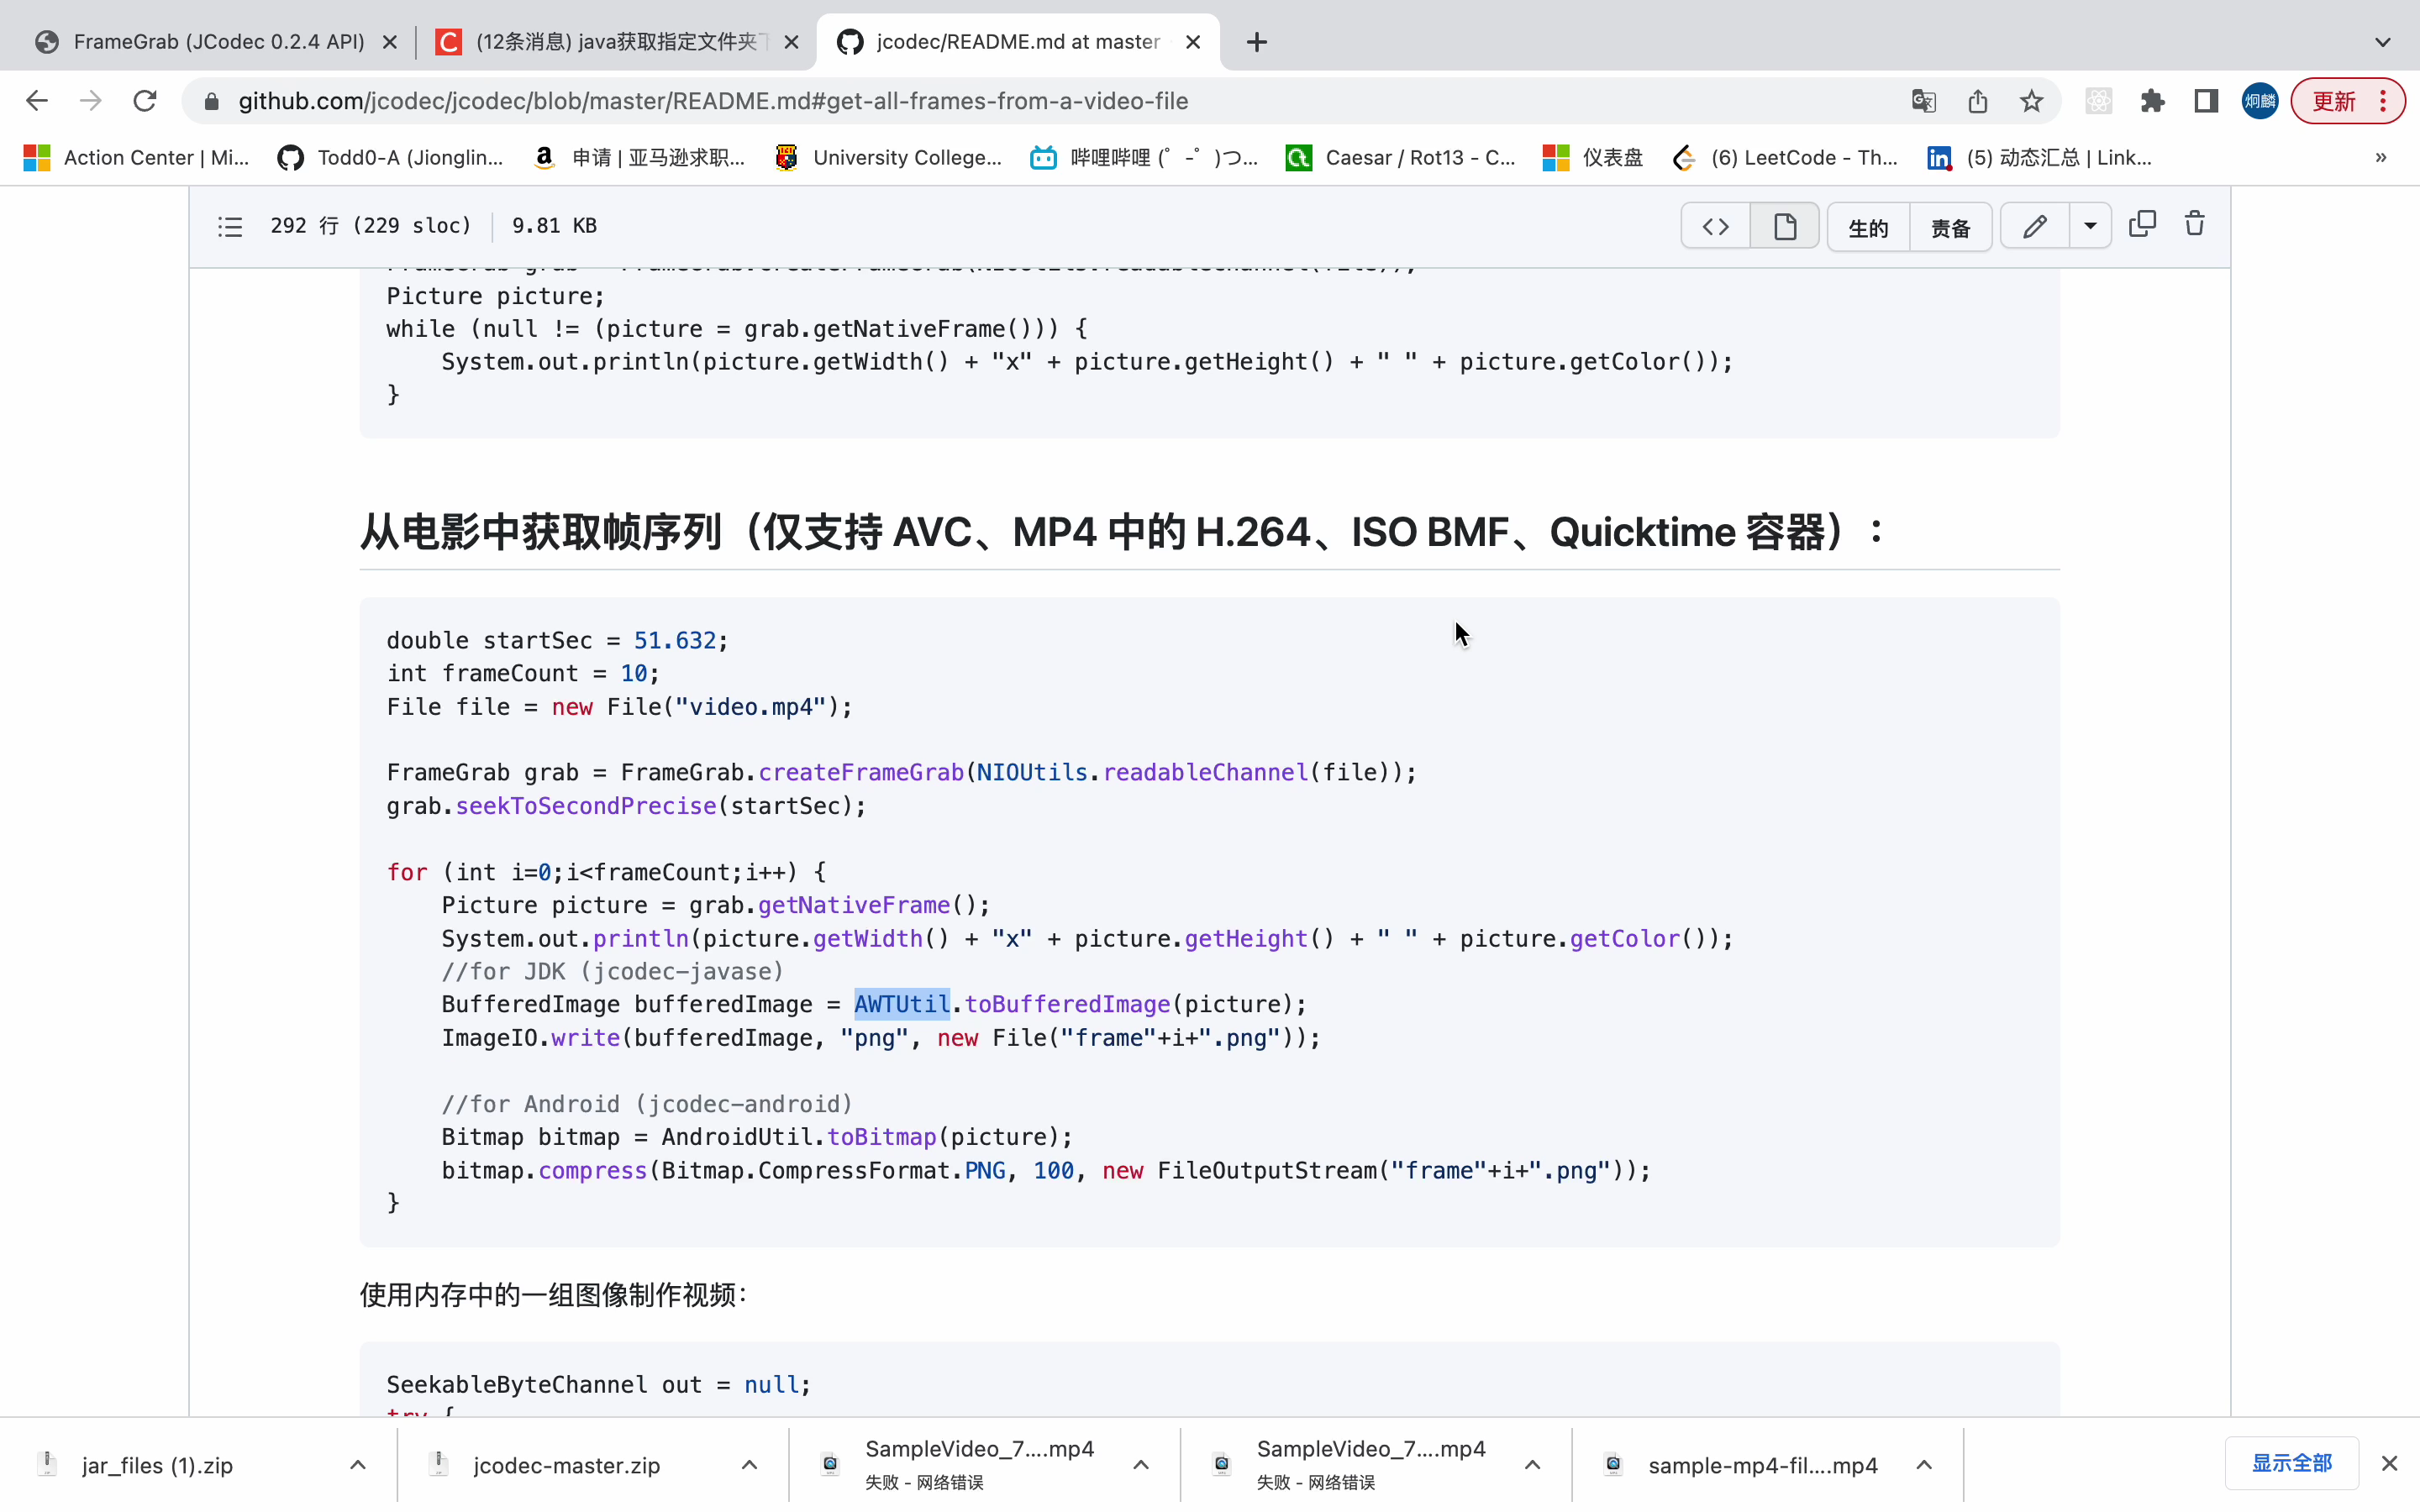 FrameGrab (JCodec 0.2.4 API)
(12条消息) java获取指定文件夹下
jcodec/README.md at master
github.com/jcodec/jcodec/blob/master/README.md#get-all-frames-from-a-video-file
炯麟
更新
Action Center | Mi...
Todd0-A (Jionglin...
申请 | 亚马逊求职...
University College...
哔哩哔哩 (゜-゜)つ...
Caesar / Rot13 - C...
仪表盘
(6) LeetCode - Th...
(5) 动态汇总 | Link...
»
292 行 (229 sloc)
9.81 KB
生的
责备
FrameGrab grab = FrameGrab.createFrameGrab(NIOUtils.readableChannel(file));
Picture picture;
while (null != (picture = grab.getNativeFrame())) {
System.out.println(picture.getWidth() + "x" + picture.getHeight() + " " + picture.getColor());
}
从电影中获取帧序列（仅支持 AVC、MP4 中的 H.264、ISO BMF、Quicktime 容器）：
double startSec = 51.632;
int frameCount = 10;
File file = new File("video.mp4");
FrameGrab grab = FrameGrab.createFrameGrab(NIOUtils.readableChannel(file));
grab.seekToSecondPrecise(startSec);
for (int i=0;i<frameCount;i++) {
Picture picture = grab.getNativeFrame();
System.out.println(picture.getWidth() + "x" + picture.getHeight() + " " + picture.getColor());
//for JDK (jcodec-javase)
BufferedImage bufferedImage = AWTUtil.toBufferedImage(picture);
ImageIO.write(bufferedImage, "png", new File("frame"+i+".png"));
//for Android (jcodec-android)
Bitmap bitmap = AndroidUtil.toBitmap(picture);
bitmap.compress(Bitmap.CompressFormat.PNG, 100, new FileOutputStream("frame"+i+".png"));
}
使用内存中的一组图像制作视频：
SeekableByteChannel out = null;
try {
jar_files (1).zip
jcodec-master.zip
SampleVideo_7....mp4
失败 - 网络错误
SampleVideo_7....mp4
失败 - 网络错误
sample-mp4-fil....mp4
显示全部